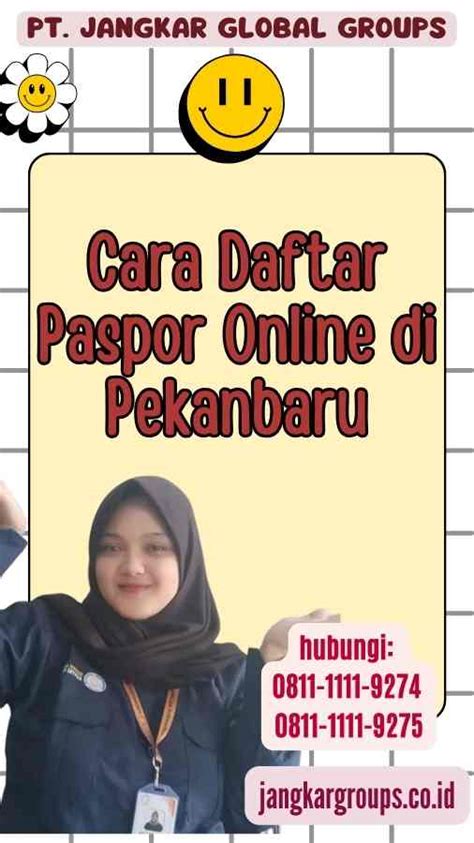 PT. JANGKAR GLOBAL GROUPS
Cara Daftar
Paspor Online di
Pekanbaru
hubungi:
0811-1111-9274
0811-1111-9275
jangkargroups.co.id